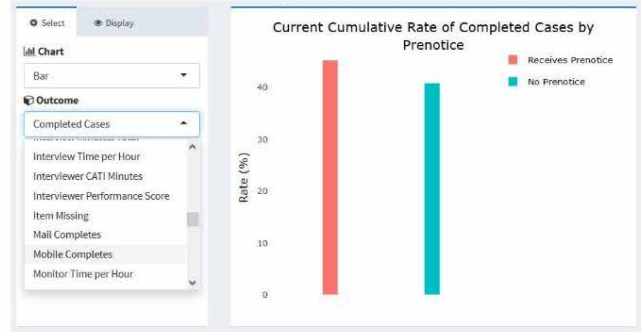 Select
Display
Chart
Bar
Outcome
Completed Cases
Interview Time per Hour
Interviewer CATI Minutes
Interviewer Performance Score
Item Missing
Mail Completes
Mobile Completes
Monitor Time per Hour
Current Cumulative Rate of Completed Cases by
Prenotice
Receives Prenotice
No Prenotice
Rate (%)
40
30
20
10
0